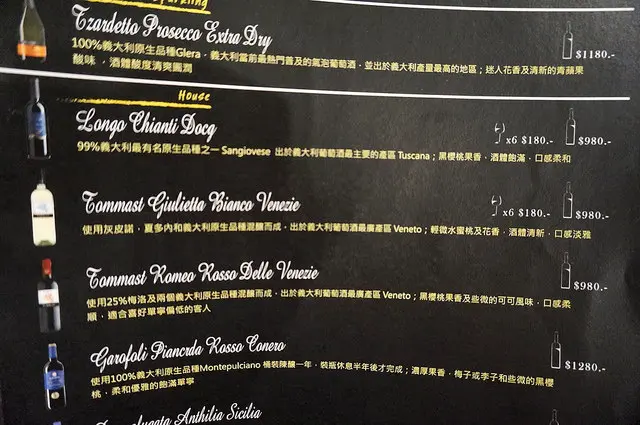 Sparkling
Tzardetto Prosecco Extra Dry
$1180.-
100%義大利原生品種Glera，義大利當前最熱門普及的氣泡葡萄酒，並出於義大利產量最高的地區；迷人花香及清新的青蘋果
酸味，酒體酸度清爽圓潤
House
Longo Chianti Docg
x6 $180.- $980.-
99%義大利最有名原生品種之一 Sangiovese 出於義大利葡萄酒最主要的產區 Tuscana；黑櫻桃果香，酒體飽滿，口感柔和
Tommast Giulietta Bianco Venezie
x6 $180.- $980.-
使用灰皮諾，夏多內和義大利原生品種混釀而成，出於義大利葡萄酒最廣產區 Veneto；輕微水蜜桃及花香，酒體清新，口感淡雅
Tommast Romeo Rosso Delle Venezie
$980.-
使用25%梅洛及兩個義大利原生品種混釀而成，出於義大利葡萄酒最廣產區 Veneto；黑櫻桃果香及些微的可可風味，口感柔
順，適合喜好單寧偏低的客人
Garofoli Piancrda Rosso Conero
$1280.-
使用100%義大利原生品種Montepulciano 桶裝陳釀一年，裝瓶休息半年後才完成；濃厚果香，梅子或李子和些微的黑櫻
桃，柔和優雅的飽滿單寧
Anthilia Sicilia